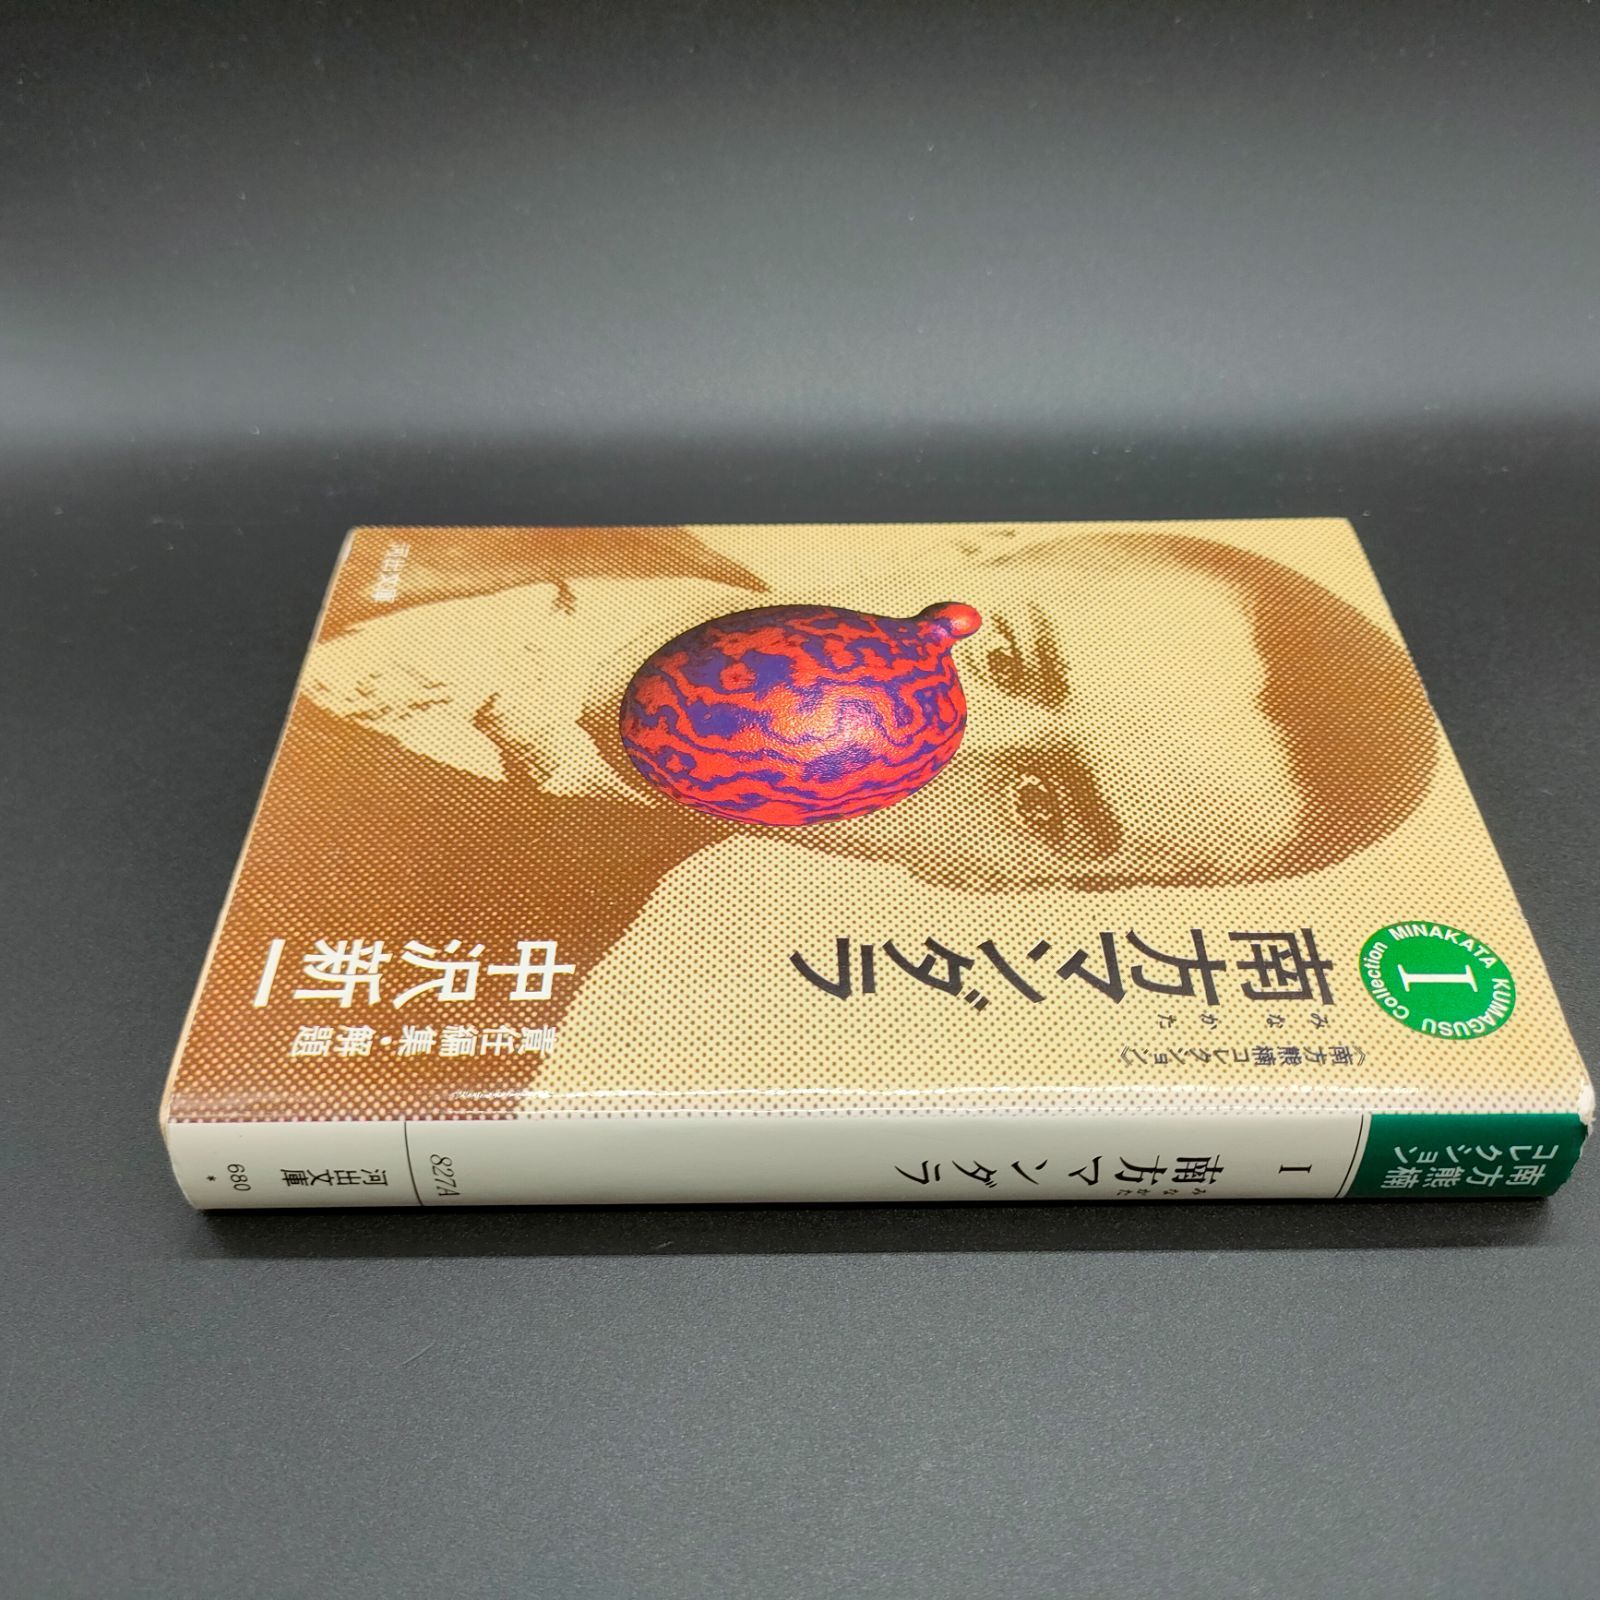 MINAKATA KUMAGUSU Collection
I
《南方熊楠コレクション》
みなかた
南方マンダラ
責任編集・解題
中沢新一
河出文庫
南方熊楠
コレクション
I
みなかた
南方マンダラ
827A
河出文庫
680
*